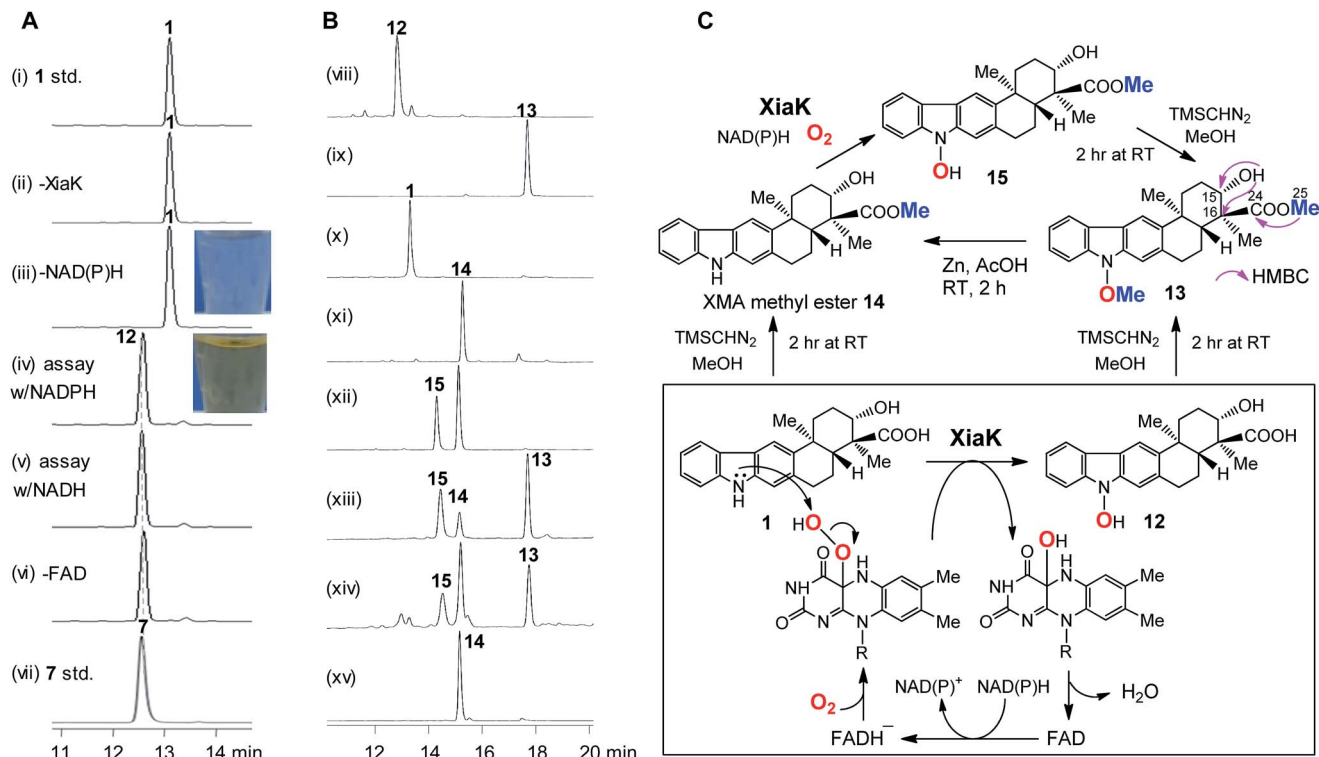 A
1
(i) 1 std.
1
(ii) -XiaK
1
(iii) -NAD(P)H
12
(iv) assay
w/NADPH
(v) assay
w/NADH
(vi) -FAD
7
(vii) 7 std.
11 12 13 14 min
B
12
(viii)
13
(ix)
1
(x)
14
(xi)
15
(xii)
13
15
14
(xiii)
13
15
(xiv)
14
(xv)
12 14 16 18 20 min
C
OH
Me
COOMe
Me
H
N
OH
15
XiaK
NAD(P)H O₂
TMSCHN₂
MeOH
2 hr at RT
OH
Me
COOMe
Me
H
N
H
XMA methyl ester 14
Zn, AcOH
RT, 2 h
OH
15
24
25
Me
16
COOMe
Me
H
N
OMe
13
HMBC
TMSCHN₂
MeOH
2 hr at RT
TMSCHN₂
MeOH
2 hr at RT
OH
Me
COOH
Me
H
N
H
1
XiaK
OH
Me
COOH
Me
H
N
OH
12
HO
O
O
H
N
Me
NH
Me
O
N
N
R
OH
O
H
N
Me
NH
Me
O
N
N
R
O₂
NAD(P)⁺
NAD(P)H
H₂O
FADH⁻
FAD